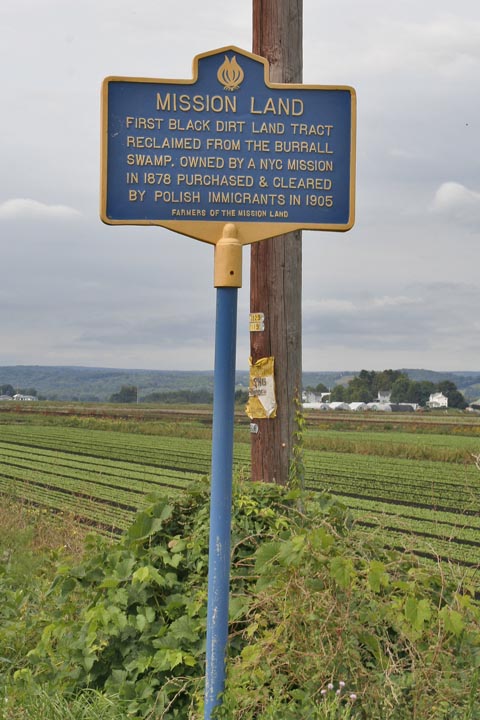 MISSION LAND
FIRST BLACK DIRT LAND TRACT
RECLAIMED FROM THE BURRALL
SWAMP. OWNED BY A NYC MISSION
IN 1878 PURCHASED & CLEARED
BY POLISH IMMIGRANTS IN 1905
FARMERS OF THE MISSION LAND